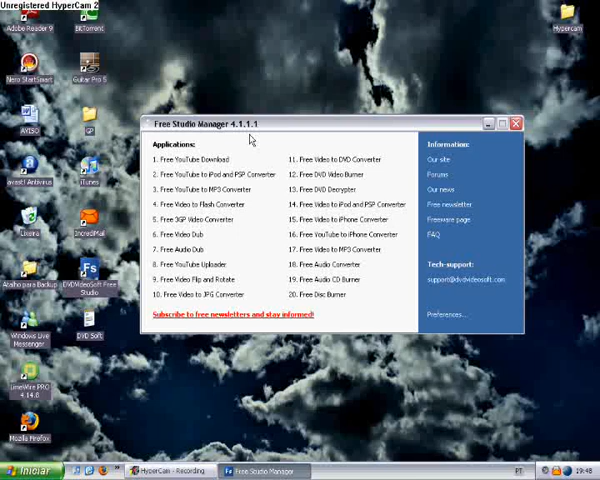 Unregistered HyperCam 2
Adobe Reader 9
BitTorrent
Hypercam
Nero StartSmart
Guitar Pro 5
AVISO
GP
avast! Antivirus
iTunes
Lixeira
IncrediMail
Atalho para Backup
DVDVideoSoft Free Studio
Windows Live Messenger
DVD Soft
LimeWire PRO 4.14.8
Mozilla Firefox
Free Studio Manager 4.1.1.1
Applications:
1. Free YouTube Download
2. Free YouTube to iPod and PSP Converter
3. Free YouTube to MP3 Converter
4. Free Video to Flash Converter
5. Free 3GP Video Converter
6. Free Video Dub
7. Free Audio Dub
8. Free YouTube Uploader
9. Free Video Flip and Rotate
10. Free Video to JPG Converter
11. Free Video to DVD Converter
12. Free DVD Video Burner
13. Free DVD Decrypter
14. Free Video to iPod and PSP Converter
15. Free Video to iPhone Converter
16. Free YouTube to iPhone Converter
17. Free Video to MP3 Converter
18. Free Audio Converter
19. Free Audio CD Burner
20. Free Disc Burner
Subscribe to free newsletters and stay informed!
Information:
Our site
Forums
Our news
Free newsletter
Freeware page
FAQ
Tech-support:
support@dvdvideosoft.com
Preferences...
Iniciar
HyperCam - Recording
Free Studio Manager
PT
19:48